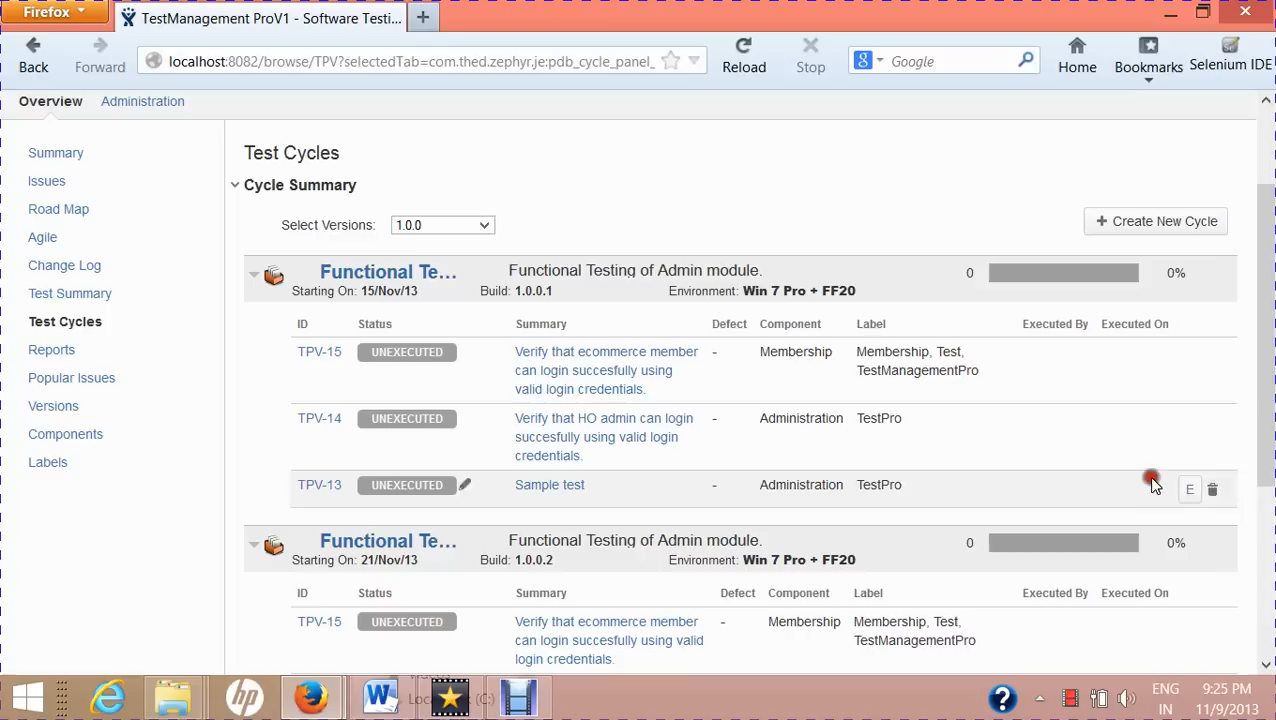 Firefox
TestManagement ProV1 - Software Testi...
Back
Forward
localhost:8082/browse/TPV?selectedTab=com.thed.zephyr.je:pdb_cycle_panel_
Reload
Stop
Google
Home
Bookmarks
Selenium IDE
Overview
Administration
Summary
Issues
Road Map
Agile
Change Log
Test Summary
Test Cycles
Reports
Popular Issues
Versions
Components
Labels
Test Cycles
Cycle Summary
Select Versions: 1.0.0
+ Create New Cycle
Functional Te... Functional Testing of Admin module. 0 0%
Starting On: 15/Nov/13 Build: 1.0.0.1 Environment: Win 7 Pro + FF20
ID Status Summary Defect Component Label Executed By Executed On
TPV-15 UNEXECUTED Verify that ecommerce member - Membership Membership, Test,
can login succesfully using TestManagementPro
valid login credentials.
TPV-14 UNEXECUTED Verify that HO admin can login - Administration TestPro
succesfully using valid login
credentials.
TPV-13 UNEXECUTED Sample test - Administration TestPro E
Functional Te... Functional Testing of Admin module. 0 0%
Starting On: 21/Nov/13 Build: 1.0.0.2 Environment: Win 7 Pro + FF20
ID Status Summary Defect Component Label Executed By Executed On
TPV-15 UNEXECUTED Verify that ecommerce member - Membership Membership, Test,
can login succesfully using valid TestManagementPro
login credentials.
hp
W
(C:)
?
ENG 9:25 PM
IN 11/9/2013